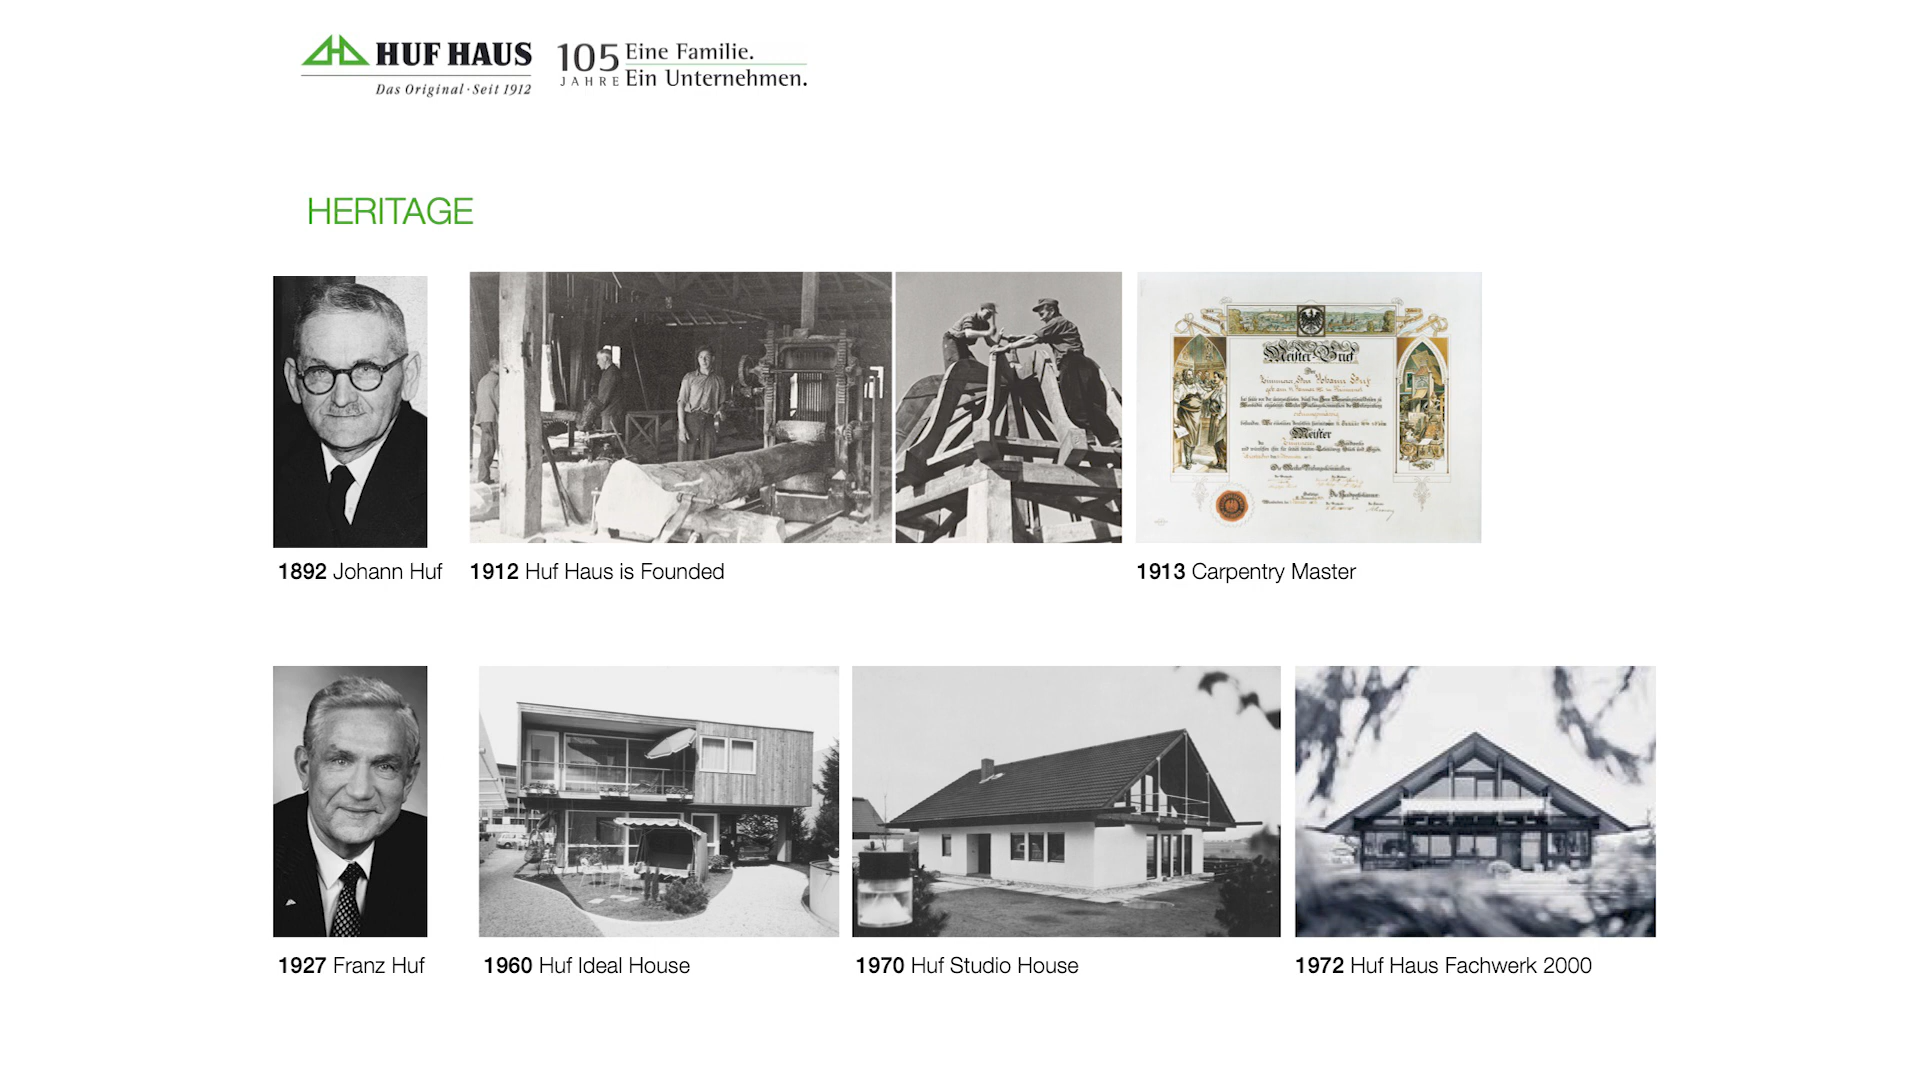 HUF HAUS
Das Original · Seit 1912
105 JAHRE
Eine Familie.
Ein Unternehmen.
HERITAGE
Meister-Brief
Meister
1892 Johann Huf
1912 Huf Haus is Founded
1913 Carpentry Master
1927 Franz Huf
1960 Huf Ideal House
1970 Huf Studio House
1972 Huf Haus Fachwerk 2000